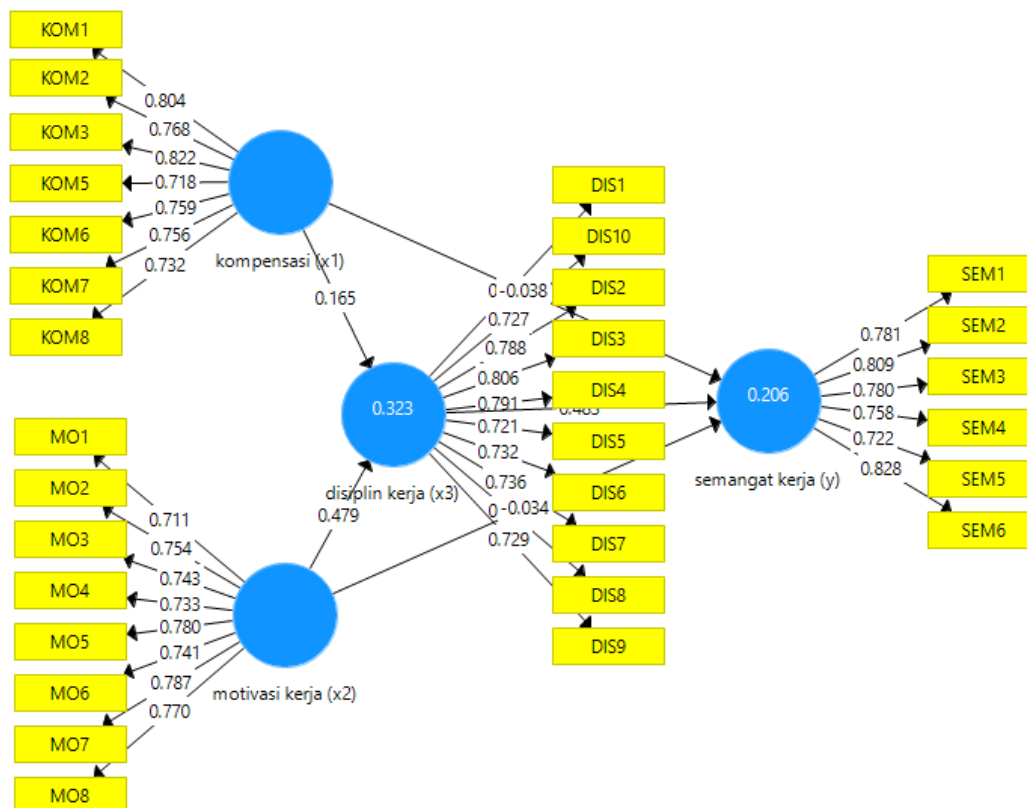 KOM1
KOM2
KOM3
KOM5
KOM6
KOM7
KOM8
0.804
0.768
0.822
0.718
0.759
0.756
0.732
kompensasi (x1)
0.165
MO1
MO2
MO3
MO4
MO5
MO6
MO7
MO8
0.711
0.754
0.743
0.733
0.780
0.741
0.787
0.770
motivasi kerja (x2)
0.479
0.323
disiplin kerja (x3)
-0.038
0.727
0.788
0.806
0.791
0.721
0.732
0.736
-0.034
0.729
DIS1
DIS10
DIS2
DIS3
DIS4
DIS5
DIS6
DIS7
DIS8
DIS9
0.206
semangat kerja (y)
0.781
0.809
0.780
0.758
0.722
0.828
SEM1
SEM2
SEM3
SEM4
SEM5
SEM6